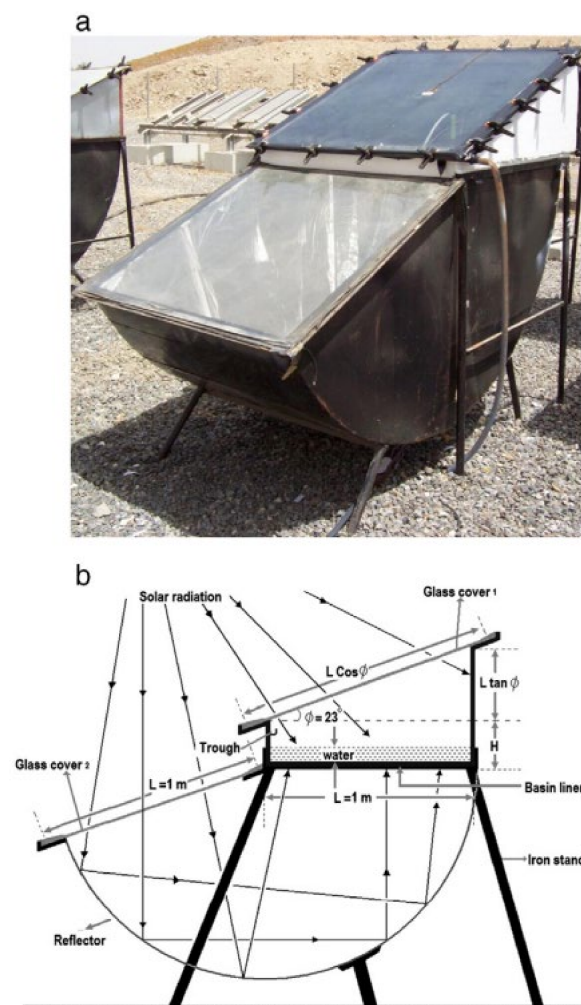 a
b
Solar radiation
Glass cover 1
L Cos ϕ
L tan ϕ
ϕ = 23°
H
Trough
water
Glass cover 2
L =1 m
L =1 m
Basin liner
Iron stand
Reflector